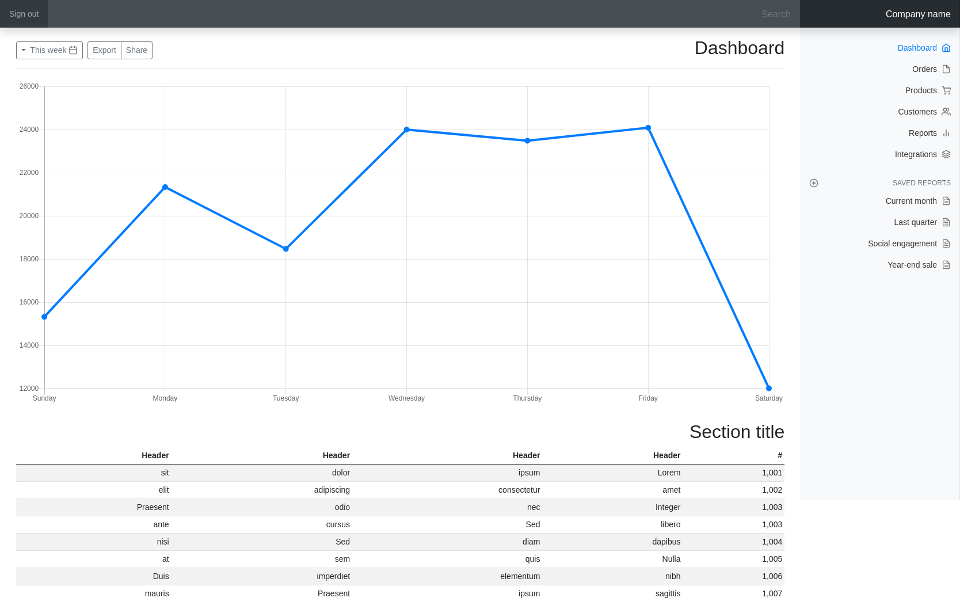 Company name
Search
Sign out
Dashboard
Orders
Products
Customers
Reports
Integrations
SAVED REPORTS
Current month
Last quarter
Social engagement
Year-end sale
Dashboard
Share
Export
This week
26000
24000
22000
20000
18000
16000
14000
12000
Sunday Monday Tuesday Wednesday Thursday Friday Saturday
Section title
# Header Header Header Header
1,001 Lorem ipsum dolor sit
1,002 amet consectetur adipiscing elit
1,003 Integer nec odio Praesent
1,003 libero Sed cursus ante
1,004 dapibus diam Sed nisi
1,005 Nulla quis sem at
1,006 nibh elementum imperdiet Duis
1,007 sagittis ipsum Praesent mauris